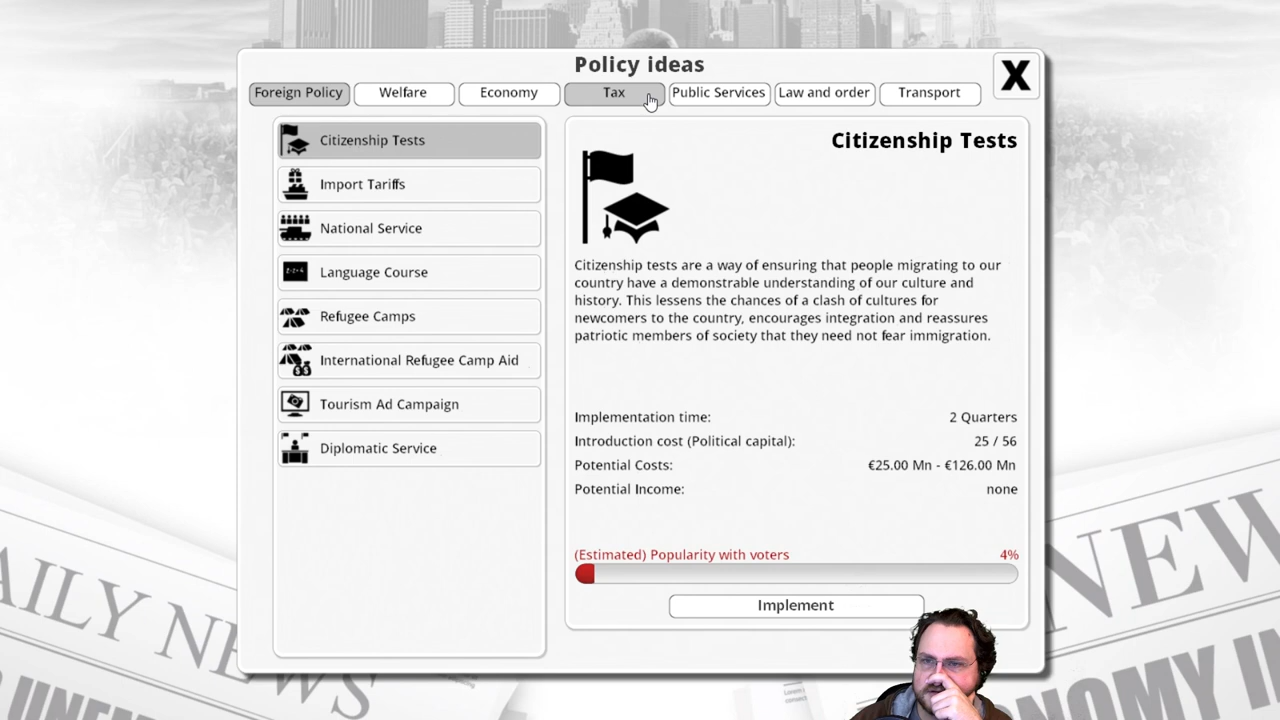 Policy ideas
X
Foreign Policy
Welfare
Economy
Tax
Public Services
Law and order
Transport
Citizenship Tests
Import Tariffs
National Service
Language Course
Refugee Camps
International Refugee Camp Aid
Tourism Ad Campaign
Diplomatic Service
Citizenship Tests
Citizenship tests are a way of ensuring that people migrating to our
country have a demonstrable understanding of our culture and
history. This lessens the chances of a clash of cultures for
newcomers to the country, encourages integration and reassures
patriotic members of society that they need not fear immigration.
Implementation time: 2 Quarters
Introduction cost (Political capital): 25 / 56
Potential Costs: €25.00 Mn - €126.00 Mn
Potential Income: none
(Estimated) Popularity with voters 4%
Implement
AILY NEWS
NEW